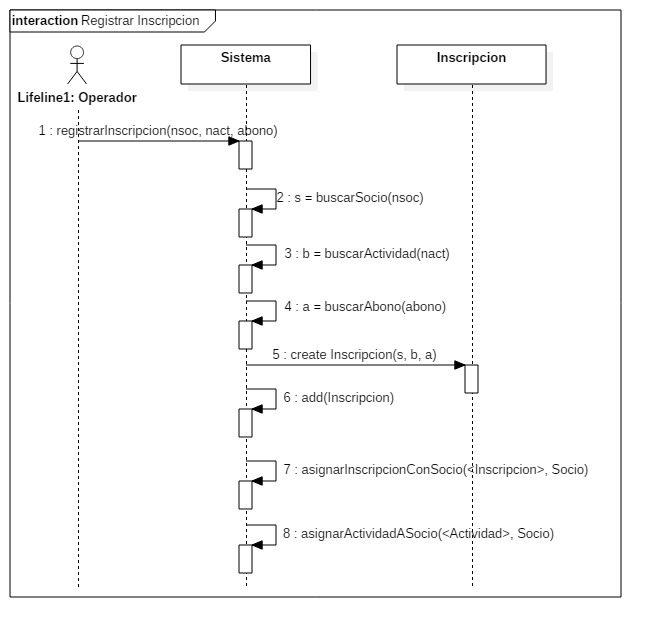 interaction Registrar Inscripcion
Sistema
Inscripcion
Lifeline1: Operador
1 : registrarInscripcion(nsoc, nact, abono)
2 : s = buscarSocio(nsoc)
3 : b = buscarActividad(nact)
4 : a = buscarAbono(abono)
5 : create Inscripcion(s, b, a)
6 : add(Inscripcion)
7 : asignarInscripcionConSocio(<Inscripcion>, Socio)
8 : asignarActividadASocio(<Actividad>, Socio)